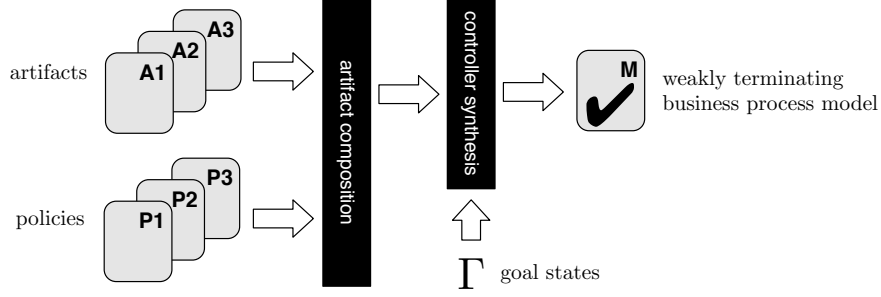 artifacts
A1
A2
A3
policies
P1
P2
P3
artifact composition
controller synthesis
Γ goal states
M
weakly terminating
business process model